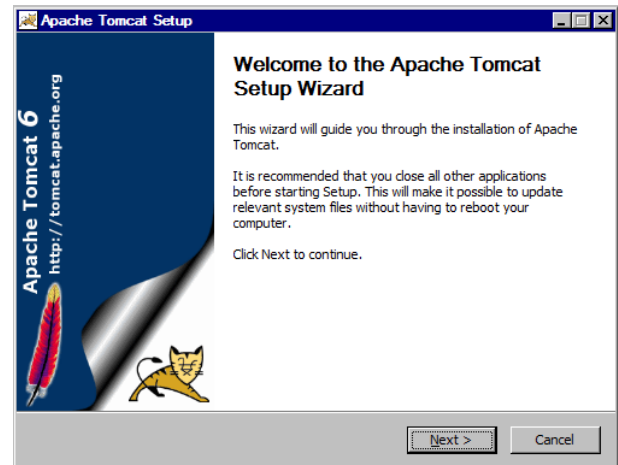 Apache Tomcat Setup
Apache Tomcat 6
http://tomcat.apache.org
Welcome to the Apache Tomcat
Setup Wizard
This wizard will guide you through the installation of Apache
Tomcat.
It is recommended that you close all other applications
before starting Setup. This will make it possible to update
relevant system files without having to reboot your
computer.
Click Next to continue.
Next >
Cancel